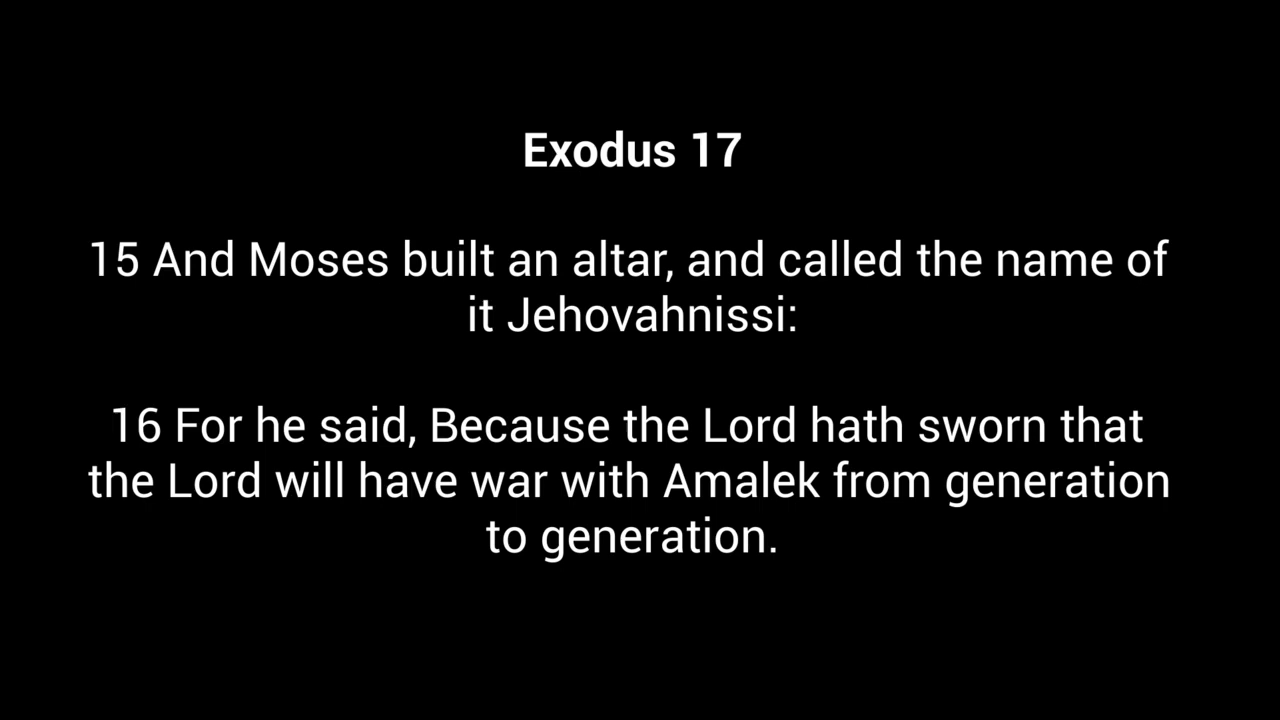 Exodus 17
15 And Moses built an altar, and called the name of
it Jehovahnissi:
16 For he said, Because the Lord hath sworn that
the Lord will have war with Amalek from generation
to generation.